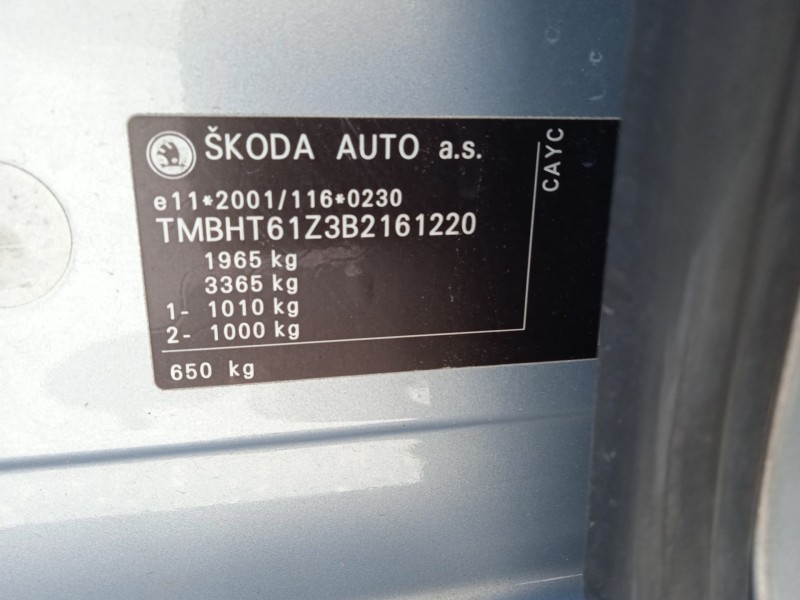 ŠKODA AUTO a.s.
CAYC
e11*2001/116*0230
TMBHT61Z3B2161220
1965 kg
3365 kg
1- 1010 kg
2- 1000 kg
650 kg